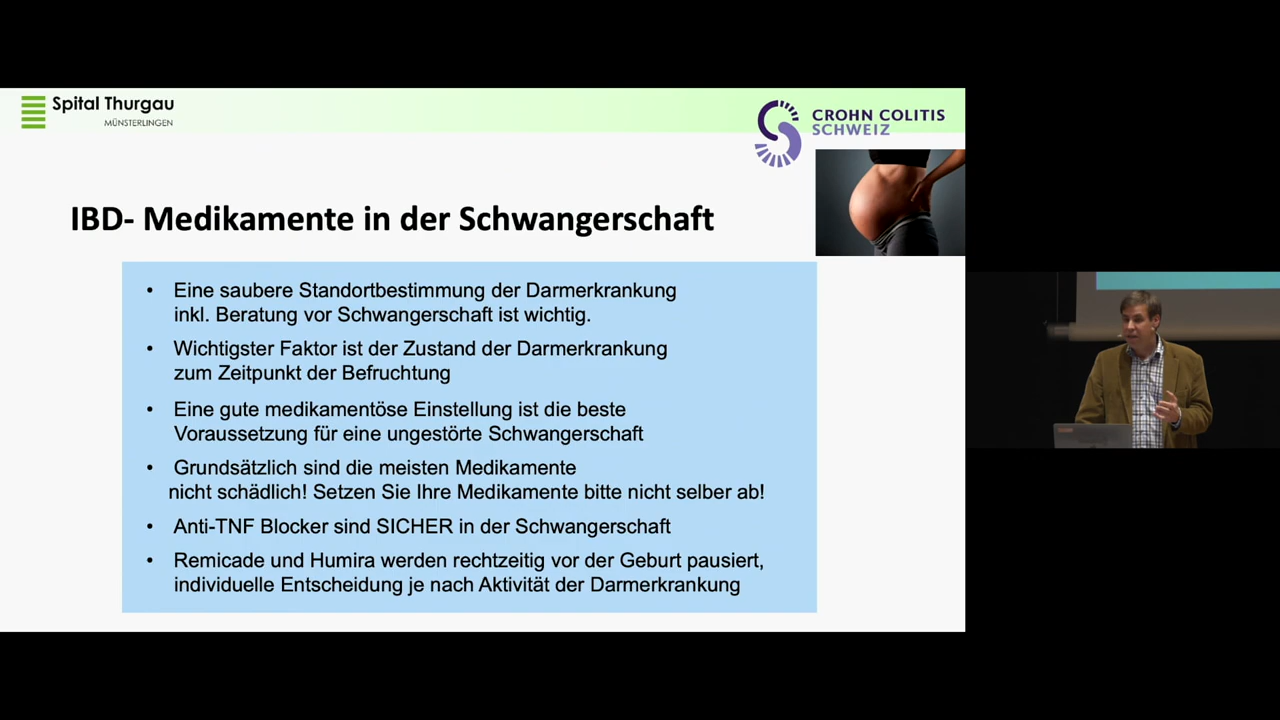 Spital Thurgau
MÜNSTERLINGEN
CROHN COLITIS
SCHWEIZ
IBD- Medikamente in der Schwangerschaft
• Eine saubere Standortbestimmung der Darmerkrankung
inkl. Beratung vor Schwangerschaft ist wichtig.
• Wichtigster Faktor ist der Zustand der Darmerkrankung
zum Zeitpunkt der Befruchtung
• Eine gute medikamentöse Einstellung ist die beste
Voraussetzung für eine ungestörte Schwangerschaft
• Grundsätzlich sind die meisten Medikamente
nicht schädlich! Setzen Sie Ihre Medikamente bitte nicht selber ab!
• Anti-TNF Blocker sind SICHER in der Schwangerschaft
• Remicade und Humira werden rechtzeitig vor der Geburt pausiert,
individuelle Entscheidung je nach Aktivität der Darmerkrankung